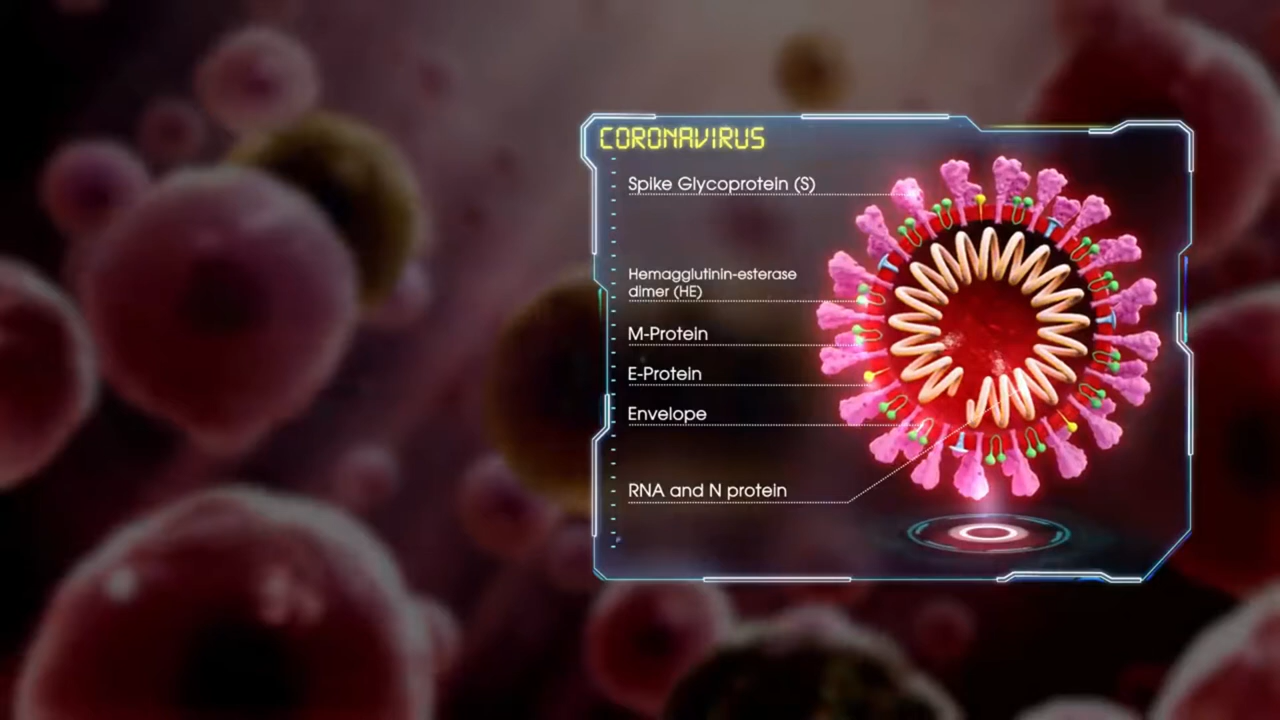 CORONAVIRUS
Spike Glycoprotein (S)
Hemagglutinin-esterase
dimer (HE)
M-Protein
E-Protein
Envelope
RNA and N protein